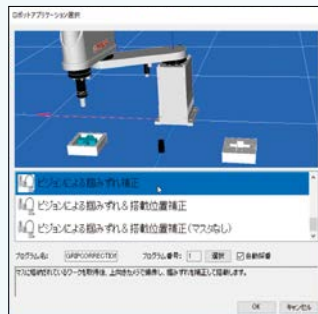 ロボットアプリケーション選択
ビジョンによる掴みずれ補正
ビジョンによる掴みずれ&搭載位置補正
ビジョンによる掴みずれ&搭載位置補正(マスタなし)
プログラム名: GRIPCORRECTION プログラム番号: 1 選択 自動採番
OK キャンセル